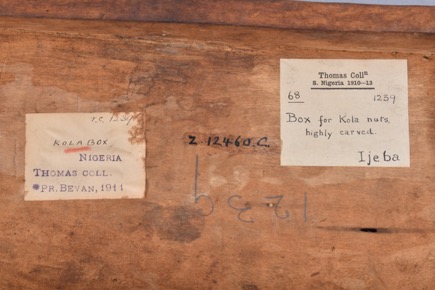 KOLA BOX
NIGERIA
THOMAS COLL.
PR. BEVAN, 1911
Z 12460.C
Thomas Collⁿ
S. Nigeria 1910–13
68 1239
Box for Kola nuts,
highly carved.
Ijeba